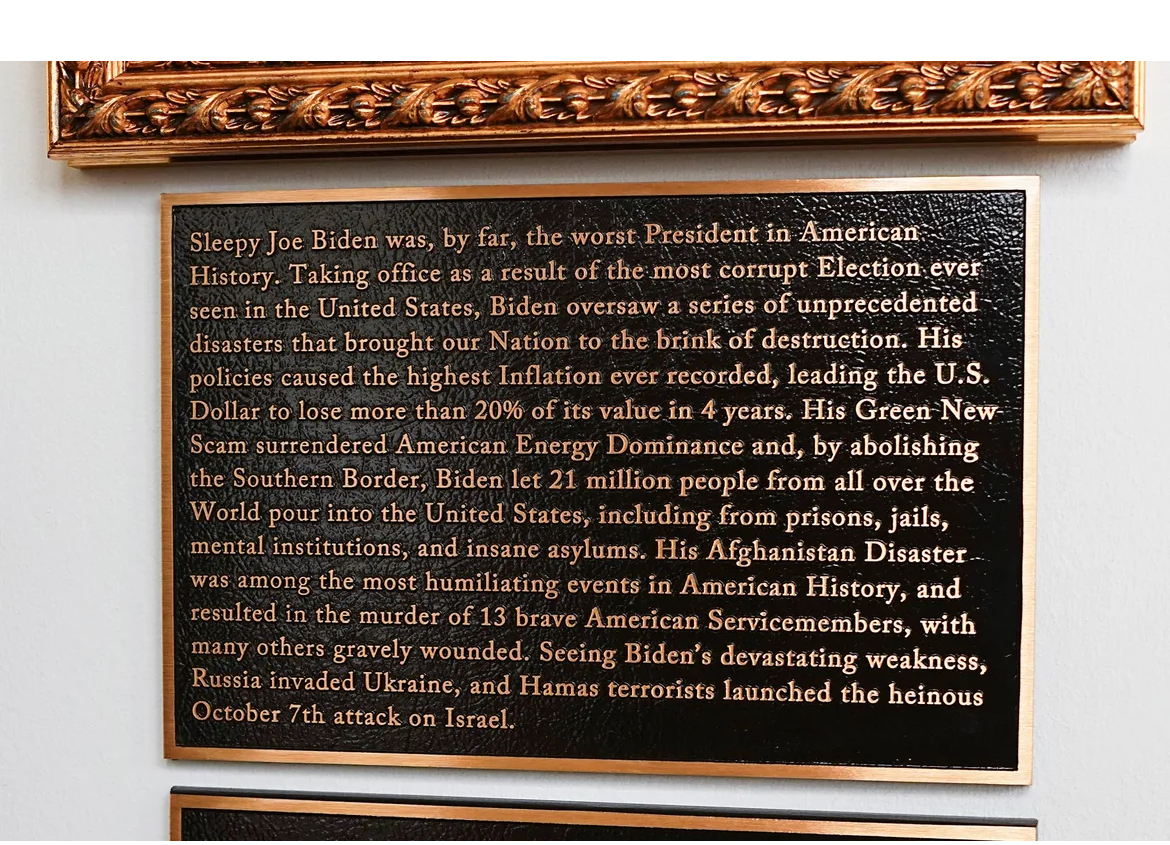 Sleepy Joe Biden was, by far, the worst President in American
History. Taking office as a result of the most corrupt Election ever
seen in the United States, Biden oversaw a series of unprecedented
disasters that brought our Nation to the brink of destruction. His
policies caused the highest Inflation ever recorded, leading the U.S.
Dollar to lose more than 20% of its value in 4 years. His Green New
Scam surrendered American Energy Dominance and, by abolishing
the Southern Border, Biden let 21 million people from all over the
World pour into the United States, including from prisons, jails,
mental institutions, and insane asylums. His Afghanistan Disaster
was among the most humiliating events in American History, and
resulted in the murder of 13 brave American Servicemembers, with
many others gravely wounded. Seeing Biden's devastating weakness,
Russia invaded Ukraine, and Hamas terrorists launched the heinous
October 7th attack on Israel.